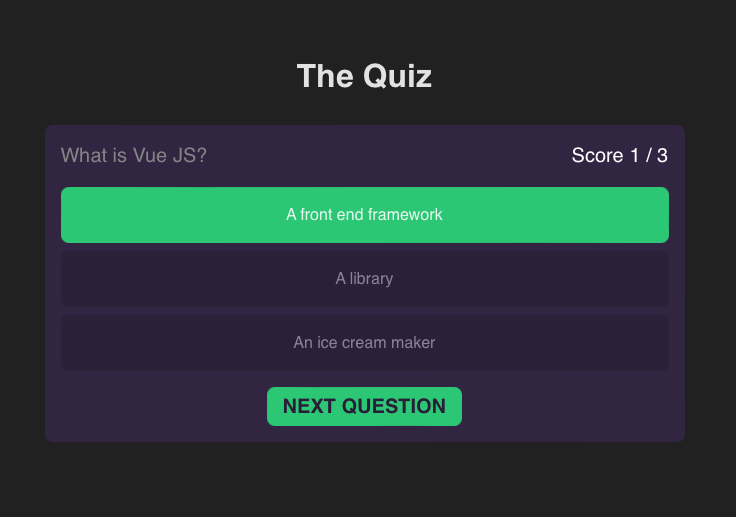 The Quiz
What is Vue JS?
Score 1 / 3
A front end framework
A library
An ice cream maker
NEXT QUESTION